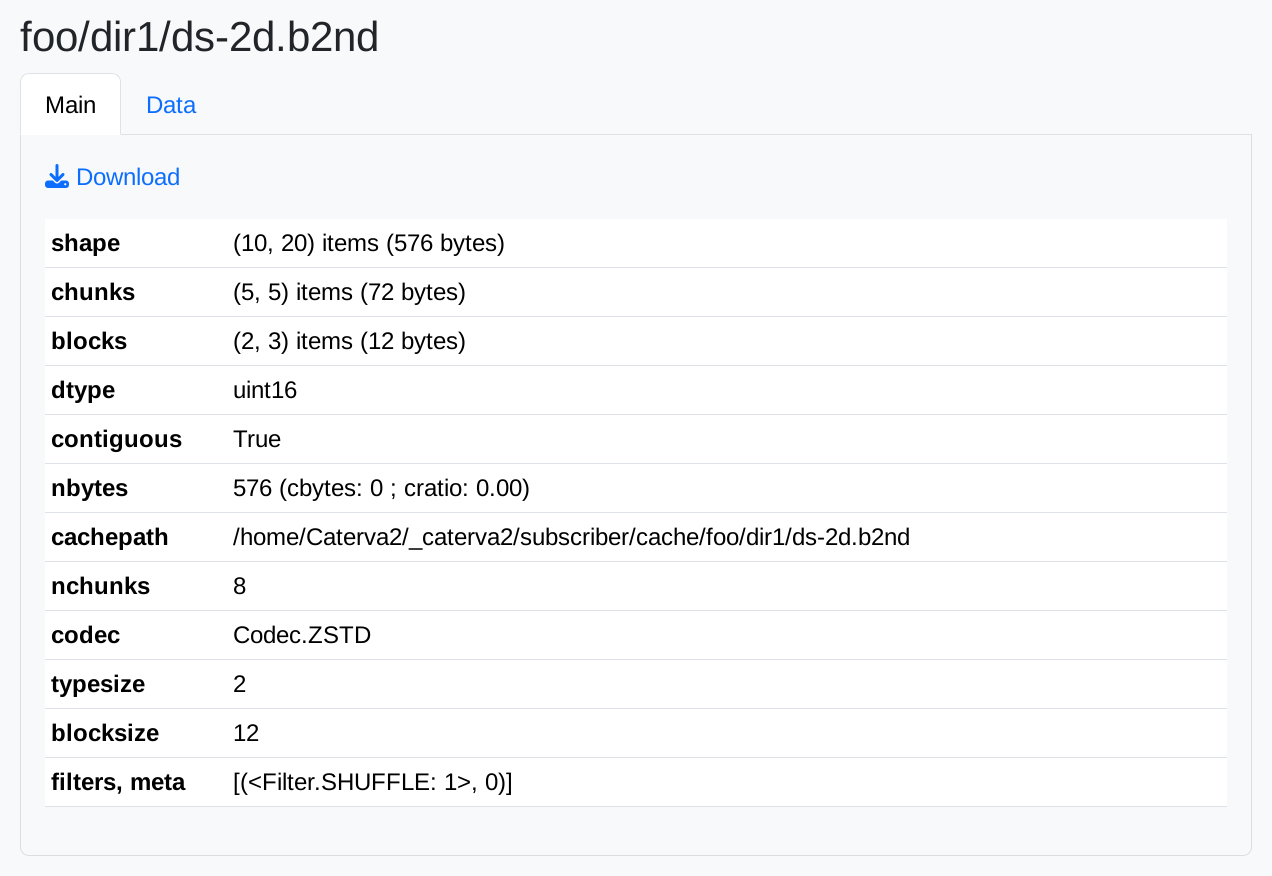 foo/dir1/ds-2d.b2nd
Main Data
Download
shape (10, 20) items (576 bytes)
chunks (5, 5) items (72 bytes)
blocks (2, 3) items (12 bytes)
dtype uint16
contiguous True
nbytes 576 (cbytes: 0 ; cratio: 0.00)
cachepath /home/Caterva2/_caterva2/subscriber/cache/foo/dir1/ds-2d.b2nd
nchunks 8
codec Codec.ZSTD
typesize 2
blocksize 12
filters, meta [(<Filter.SHUFFLE: 1>, 0)]